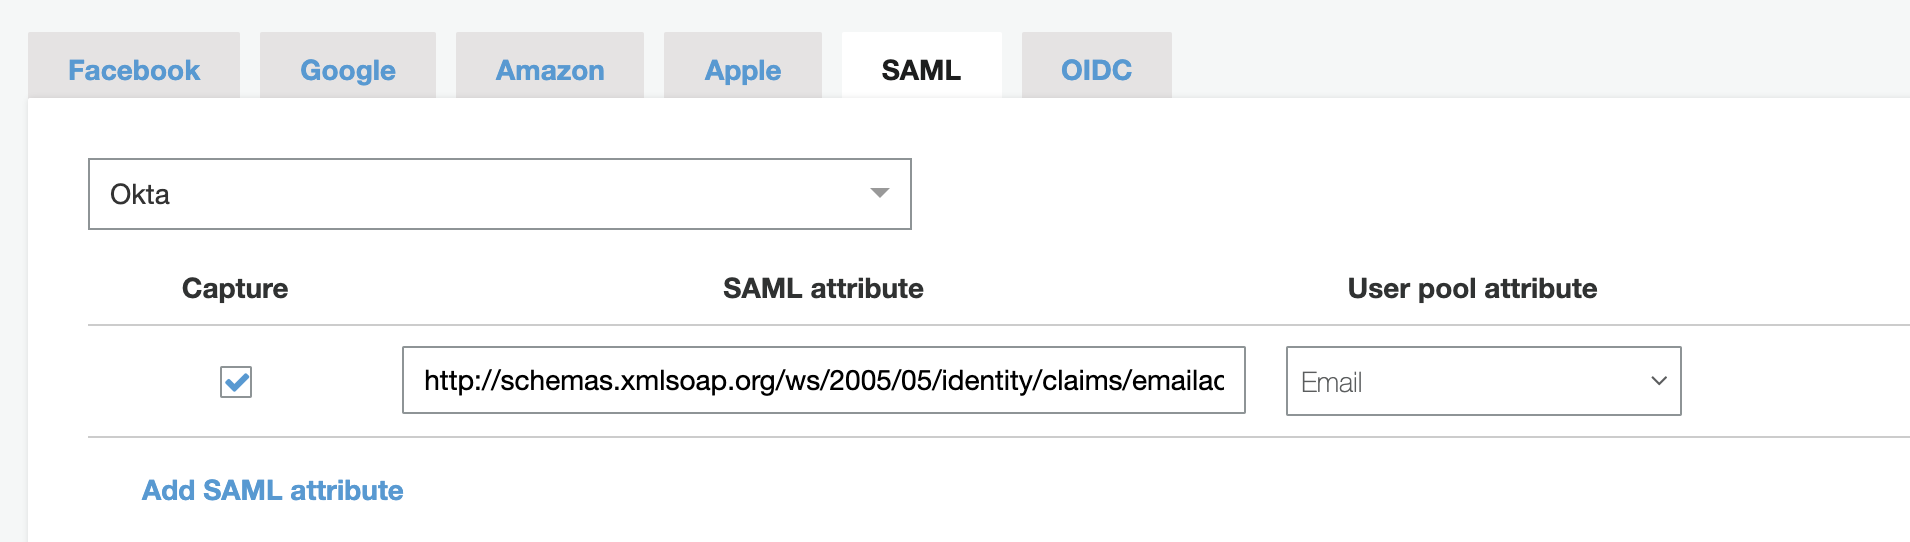 Facebook Google Amazon Apple SAML OIDC
Okta
Capture SAML attribute User pool attribute
http://schemas.xmlsoap.org/ws/2005/05/identity/claims/emailac Email
Add SAML attribute